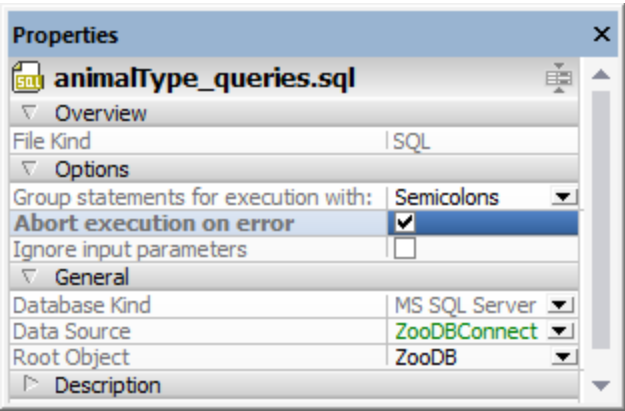 Properties
SQL animalType_queries.sql
Overview
File Kind SQL
Options
Group statements for execution with: Semicolons
Abort execution on error
Ignore input parameters
General
Database Kind MS SQL Server
Data Source ZooDBConnect
Root Object ZooDB
Description